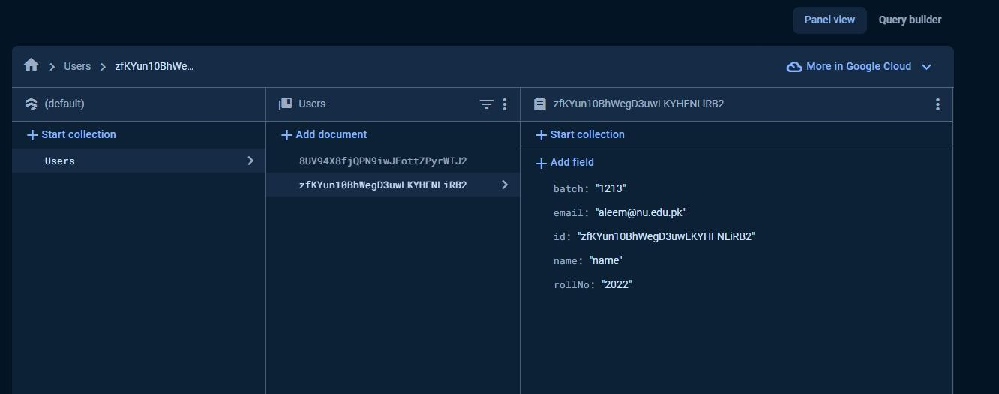 Panel view Query builder
Users zfKYun10BhWe... More in Google Cloud
(default) Users zfKYun10BhWegD3uwLKYHFNLiRB2
Start collection Add document Start collection
Users 8UV94X8fjQPN9iwJEottZPyrWIJ2 Add field
zfKYun10BhWegD3uwLKYHFNLiRB2
batch: "1213"
email: "aleem@nu.edu.pk"
id: "zfKYun10BhWegD3uwLKYHFNLiRB2"
name: "name"
rollNo: "2022"